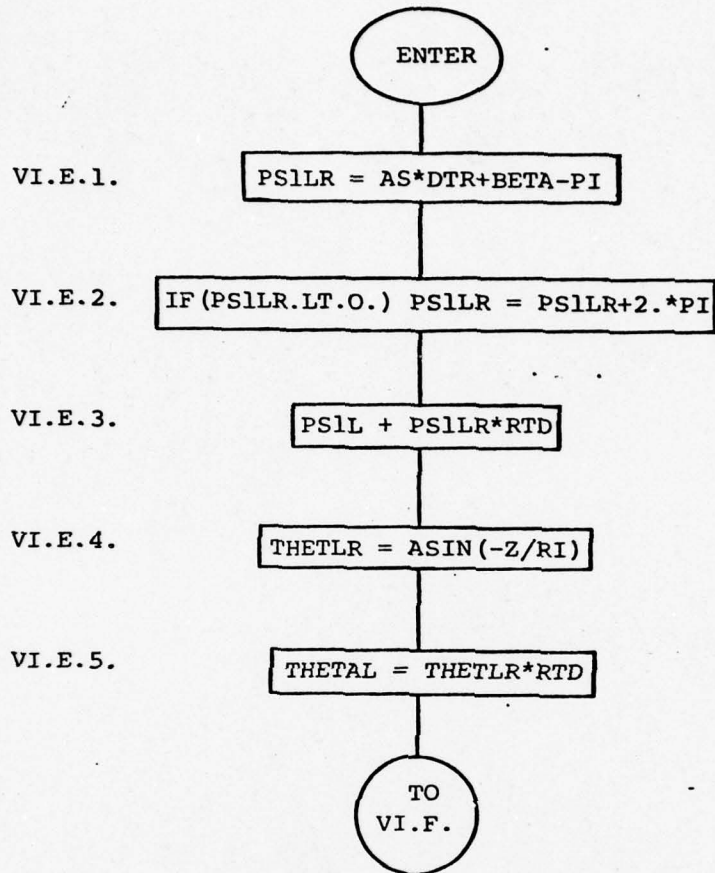 ENTER
VI.E.1. PS1LR = AS*DTR+BETA-PI
VI.E.2. IF(PS1LR.LT.O.) PS1LR = PS1LR+2.*PI
VI.E.3. PS1L + PS1LR*RTD
VI.E.4. THETLR = ASIN(-Z/RI)
VI.E.5. THETAL = THETLR*RTD
TO
VI.F.